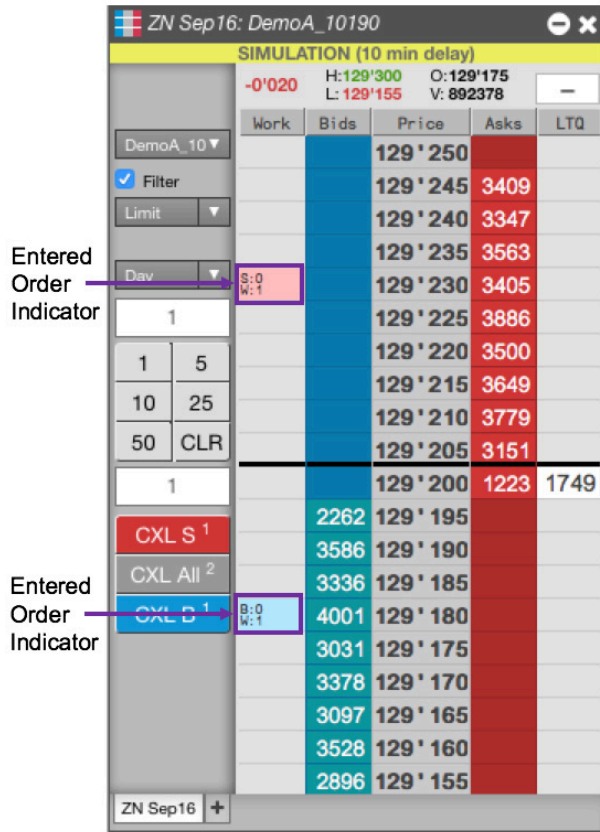 ZN Sep16: DemoA_10190
SIMULATION (10 min delay)
-0'020
H:129'300 O:129'175
L: 129'155 V: 892378
—
Work Bids Price Asks LTQ
DemoA_10
Filter
Limit
Day
1
1 5
10 25
50 CLR
1
CXL S 1
CXL All 2
CXL B 1
Entered
Order
Indicator
Entered
Order
Indicator
129'250
129'245 3409
129'240 3347
129'235 3563
S:0
W:1
129'230 3405
129'225 3886
129'220 3500
129'215 3649
129'210 3779
129'205 3151
129'200 1223 1749
2262 129'195
3586 129'190
3336 129'185
B:0
W:1
4001 129'180
3031 129'175
3378 129'170
3097 129'165
3528 129'160
2896 129'155
ZN Sep16 +